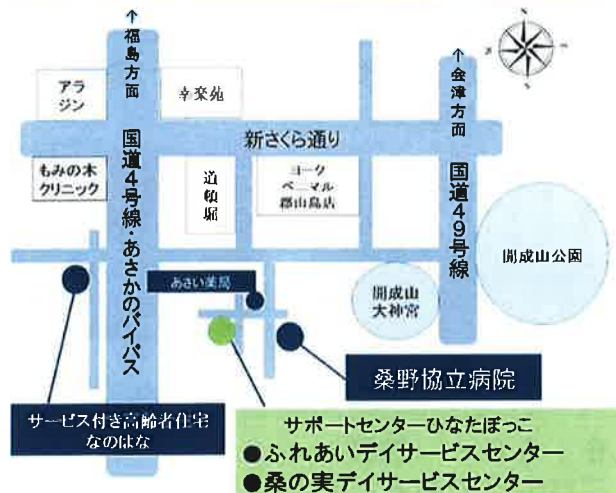 ↑福島方面
↑会津方面
アラ
ジン
幸楽苑
新さくら通り
国道4号線・あさかのバイパス
国道49号線
もみの木
クリニック
道頓堀
ヨーク
ベニマル
郡山島店
開成山公園
あさい薬局
開成山
大神宮
桑野協立病院
サービス付き高齢者住宅
なのはな
サポートセンターひなたぼっこ
●ふれあいデイサービスセンター
●桑の実デイサービスセンター